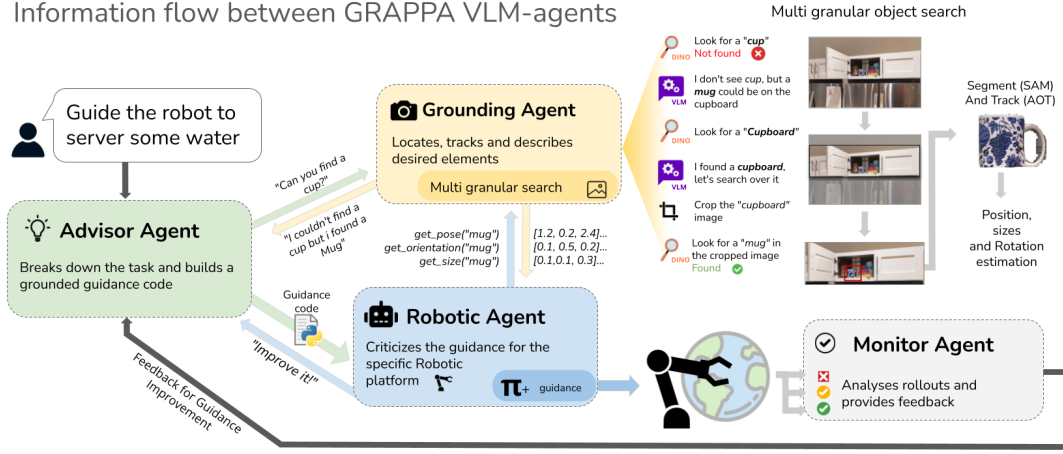 Information flow between GRAPPA VLM-agents
Multi granular object search
Guide the robot to
server some water
Advisor Agent
Breaks down the task and builds a
grounded guidance code
"Can you find a
cup?"
"I couldn't find a
cup but i found a
Mug"
Grounding Agent
Locates, tracks and describes
desired elements
Multi granular search
get_pose("mug")
get_orientation("mug")
get_size("mug")
[1.2, 0.2, 2.4]...
[0.1, 0.5, 0.2]...
[0.1,0.1, 0.3]...
Guidance
code
"Improve it!"
Robotic Agent
Criticizes the guidance for the
specific Robotic
platform
π+ guidance
Feedback for Guidance
Improvement
DINO
Look for a "cup"
Not found
VLM
I don't see cup, but a
mug could be on the
cupboard
DINO
Look for a "Cupboard"
VLM
I found a cupboard,
let's search over it
Crop the "cupboard"
image
DINO
Look for a "mug" in
the cropped image
Found
Segment (SAM)
And Track (AOT)
Position,
sizes
and Rotation
estimation
Monitor Agent
Analyses rollouts and
provides feedback